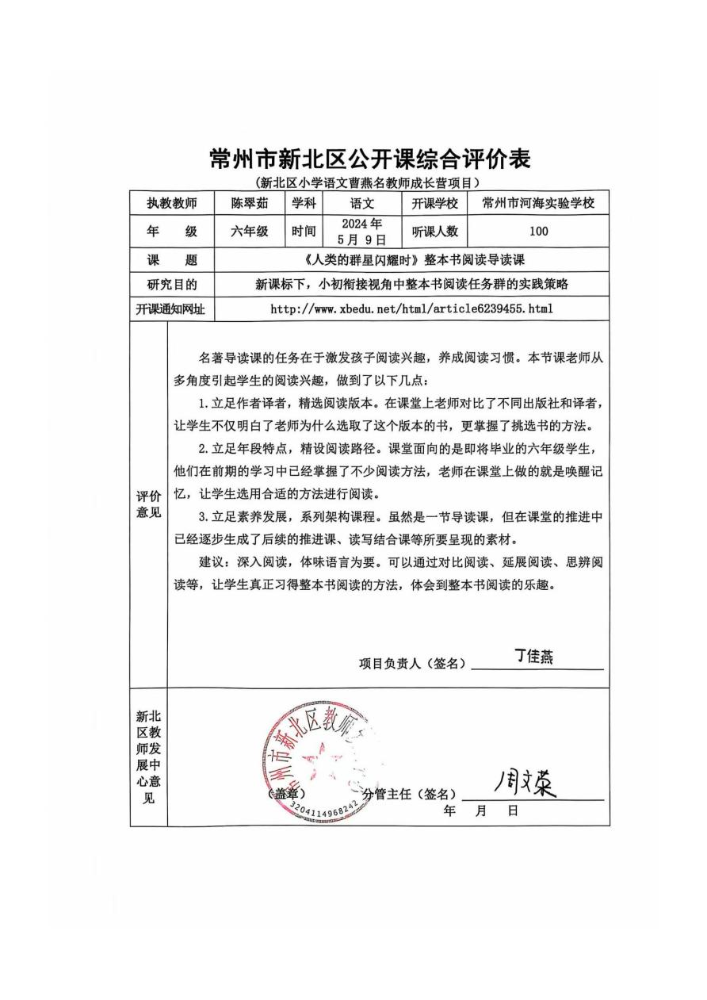 常州市新北区公开课综合评价表
(新北区小学语文曹燕名教师成长营项目)
执教教师 陈翠茹 学科 语文 开课学校 常州市河海实验学校
年 级 六年级 时间 2024年 听课人数 100
5月 9日
课 题 《人类的群星闪耀时》整本书阅读导读课
研究目的 新课标下，小初衔接视角中整本书阅读任务群的实践策略
开课通知网址 http://www.xbedu.net/html/article6239455.html
评价
意见
名著导读课的任务在于激发孩子阅读兴趣，养成阅读习惯。本节课老师从
多角度引起学生的阅读兴趣，做到了以下几点：
1.立足作者译者，精选阅读版本。在课堂上老师对比了不同出版社和译者，
让学生不仅明白了老师为什么选取了这个版本的书，更掌握了挑选书的方法。
2.立足年段特点，精设阅读路径。课堂面向的是即将毕业的六年级学生，
他们在前期的学习中已经掌握了不少阅读方法，老师在课堂上做的就是唤醒记
忆，让学生选用合适的方法进行阅读。
3.立足素养发展，系列架构课程。虽然是一节导读课，但在课堂的推进中
已经逐步生成了后续的推进课、读写结合课等所要呈现的素材。
建议：深入阅读，体味语言为要。可以通过对比阅读、延展阅读、思辨阅
读等，让学生真正习得整本书阅读的方法，体会到整本书阅读的乐趣。
项目负责人（签名） 丁佳燕
新北
区教
师发
展中
心意
见
州市新北区教师
（盖章） 分管主任（签名） 周文荣
3204114968242
年 月 日